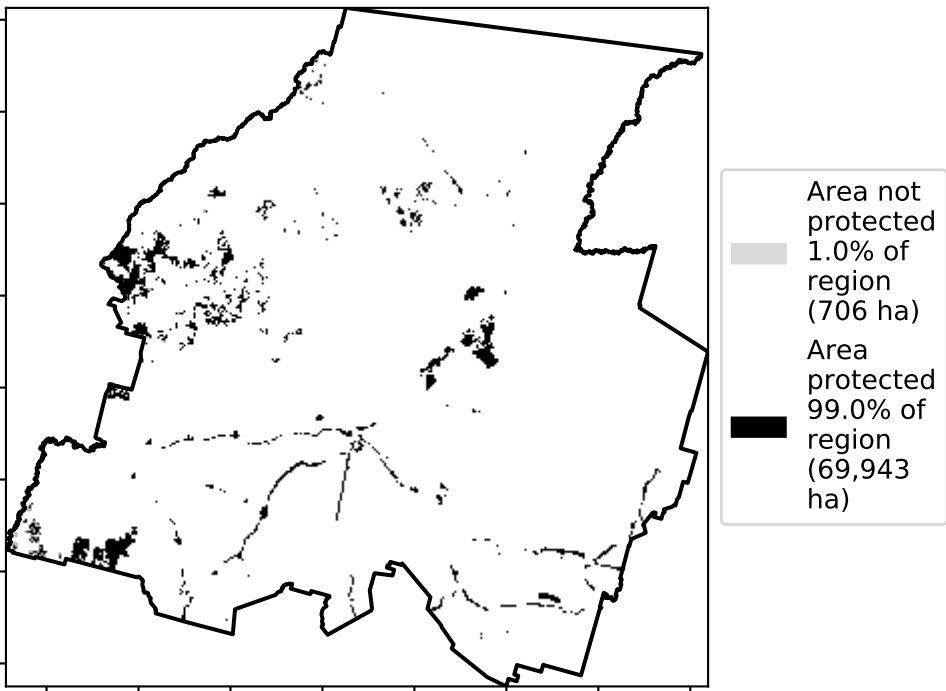 Area not
protected
1.0% of
region
(706 ha)
Area
protected
99.0% of
region
(69,943
ha)